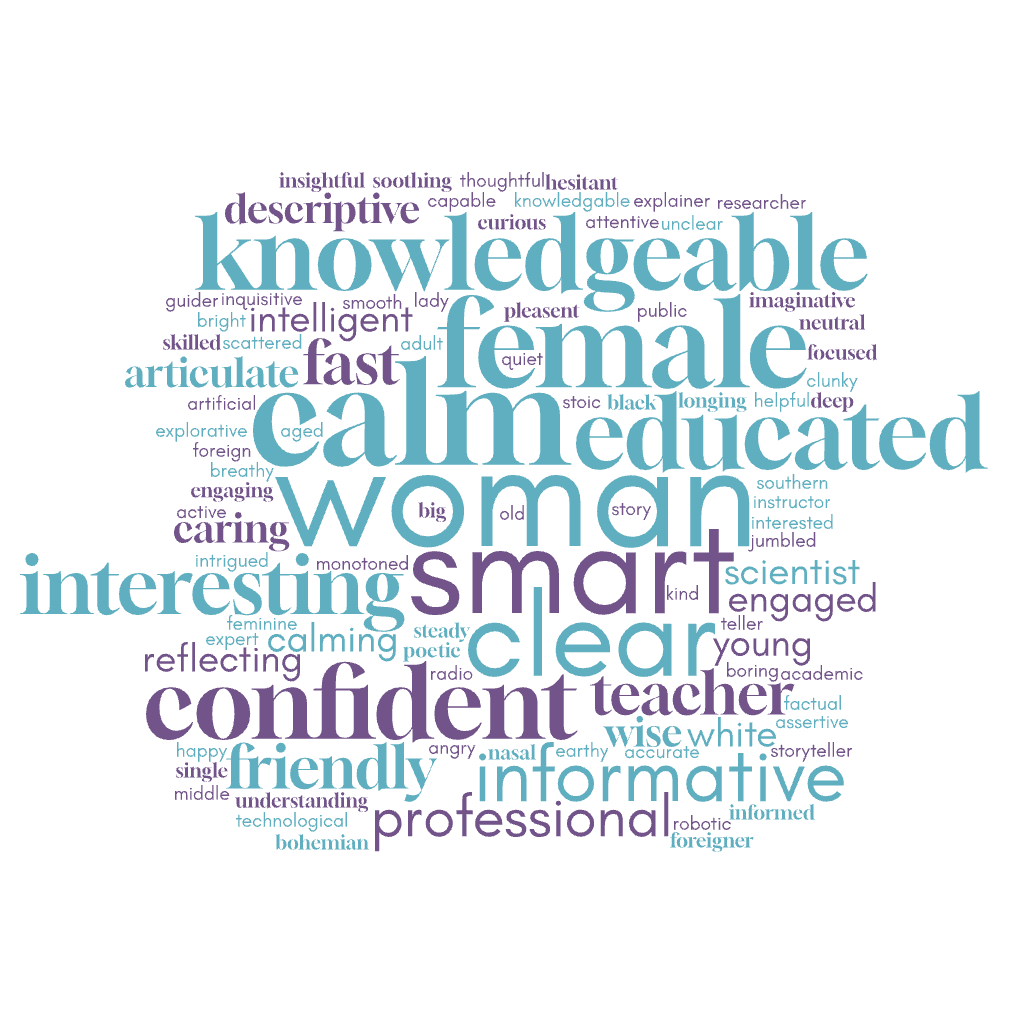 insightful soothing thoughtful hesitant
descriptive capable knowledgable explainer researcher
curious attentive unclear
knowledgeable
guider inquisitive smooth lady pleasent public imaginative
bright intelligent female neutral
skilled scattered fast adult quiet focused
articulate clunky
artificial calm stoic black longing helpful deep
explorative aged educated
foreign
breathy
engaging woman southern
active big old story instructor
caring interested
jumbled
intrigued monotoned smart scientist
interesting kind engaged
feminine teller
expert calming steady clear young
reflecting poetic
radio boring academic
confident teacher factual
wise white assertive
happy friendly angry nasal earthy accurate storyteller
single informative
middle understanding
technological professional robotic informed
bohemian foreigner